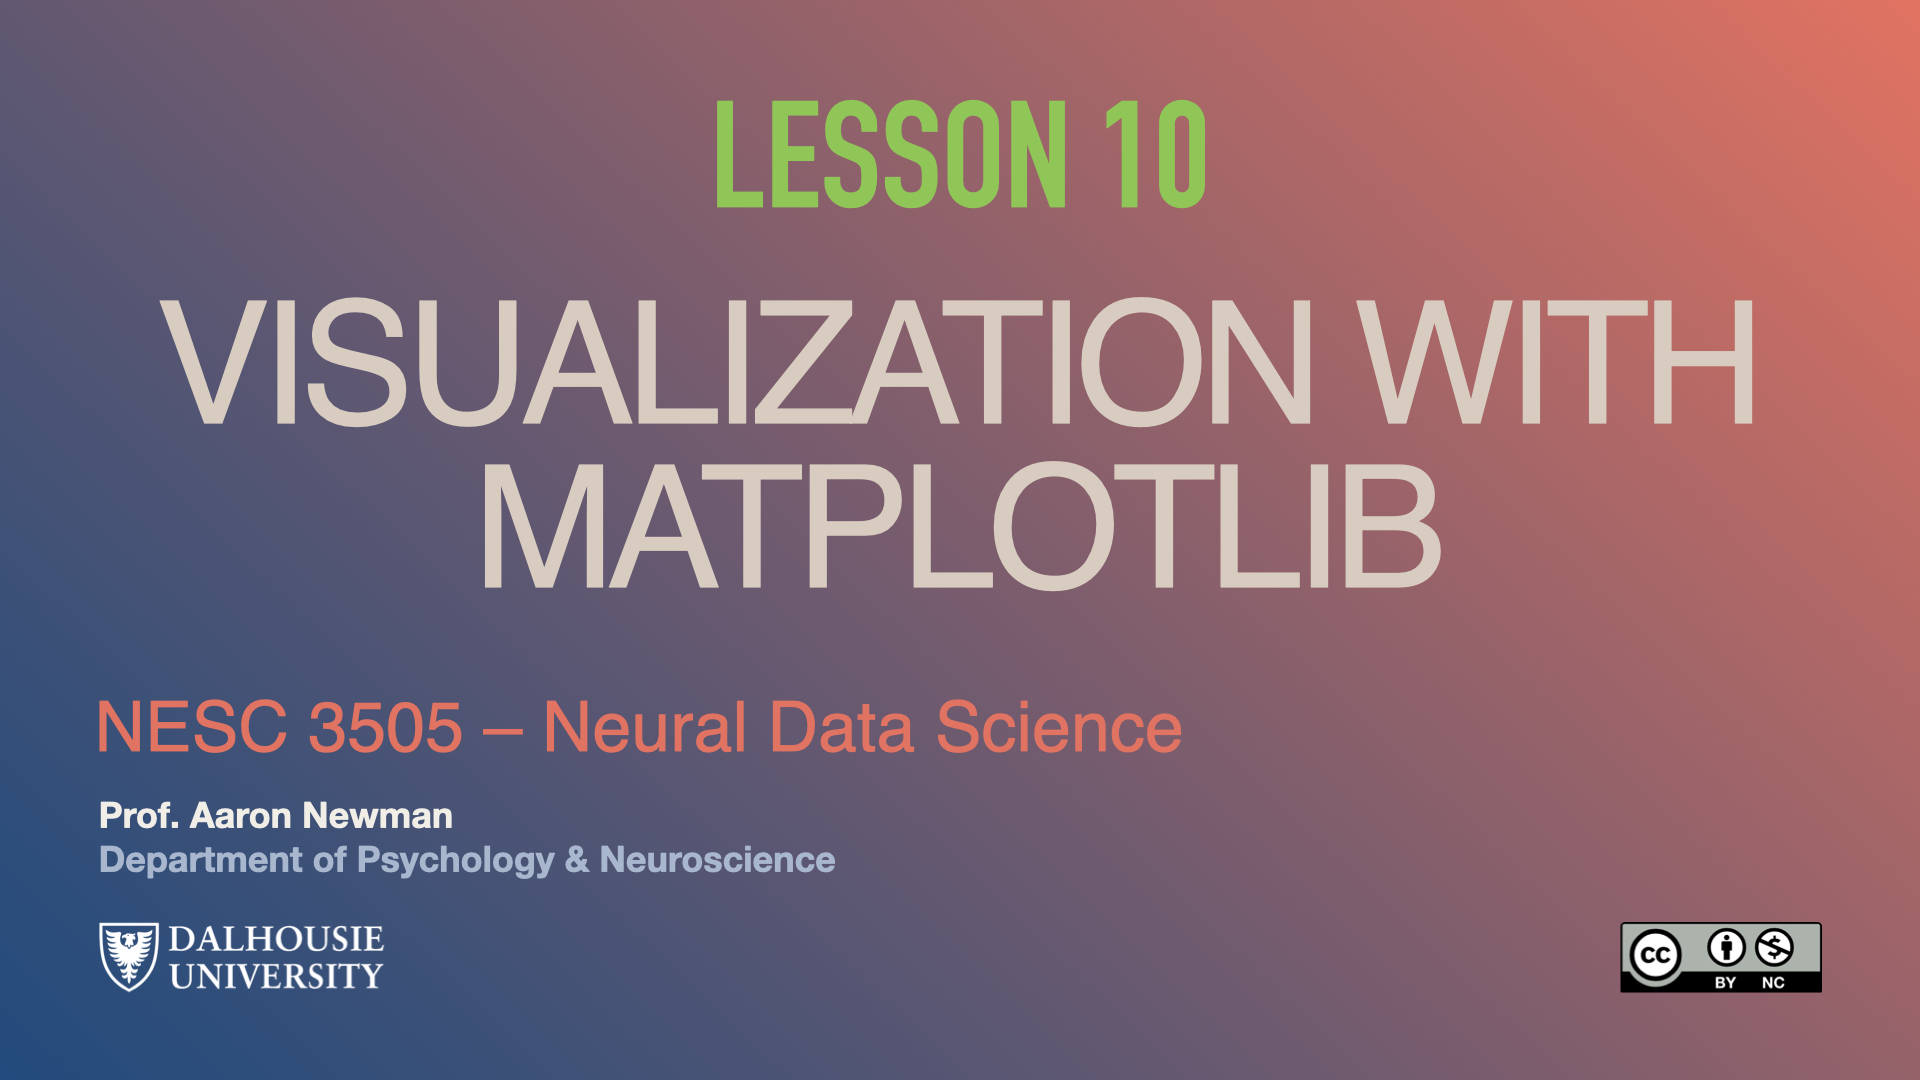 LESSON 10
VISUALIZATION WITH
MATPLOTLIB
NESC 3505 – Neural Data Science
Prof. Aaron Newman
Department of Psychology & Neuroscience
DALHOUSIE
UNIVERSITY
CC
BY NC